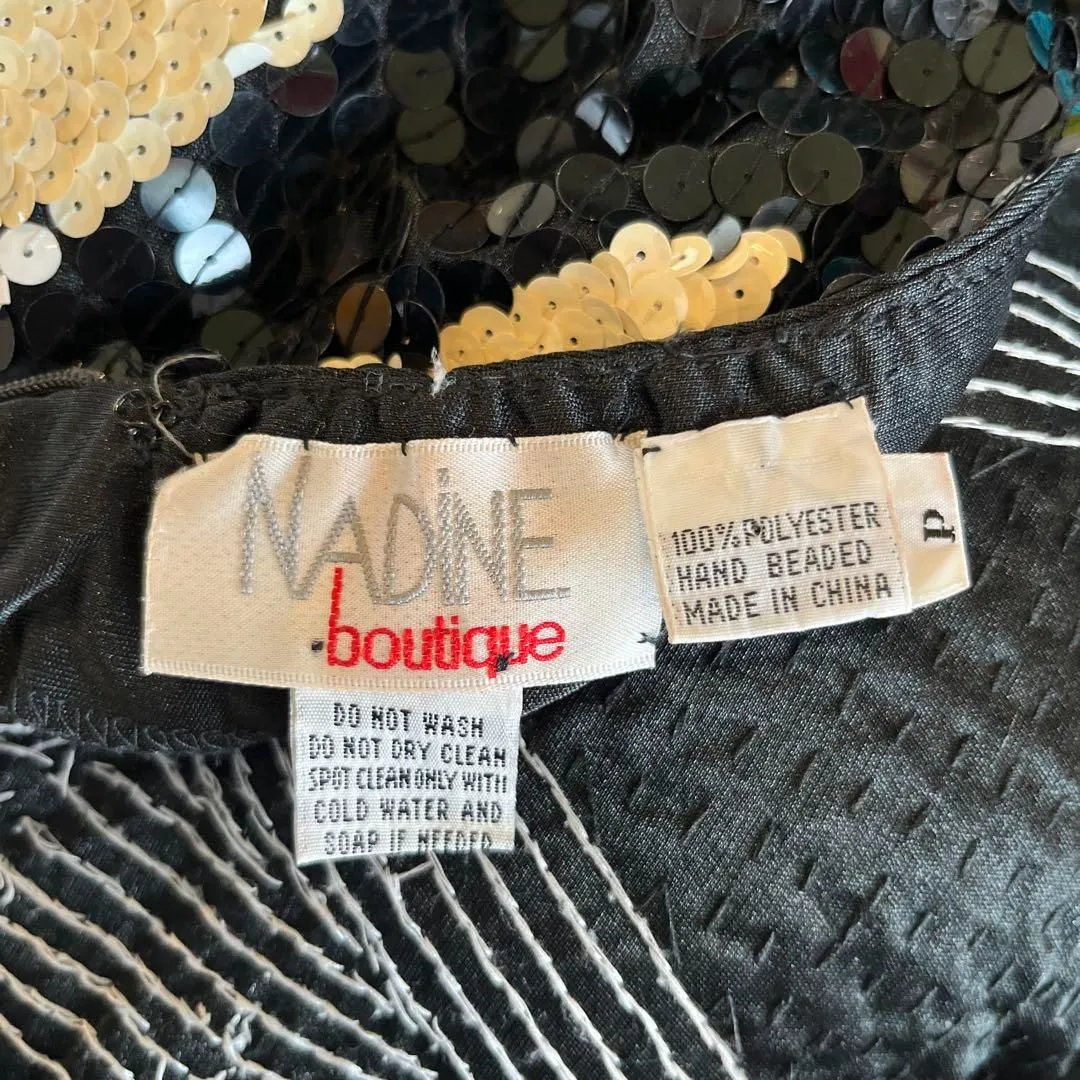 NADINE
boutique
100% POLYESTER
HAND BEADED
MADE IN CHINA
P
DO NOT WASH
DO NOT DRY CLEAN
SPOT CLEAN ONLY WITH
COLD WATER AND
SOAP IF NEEDED